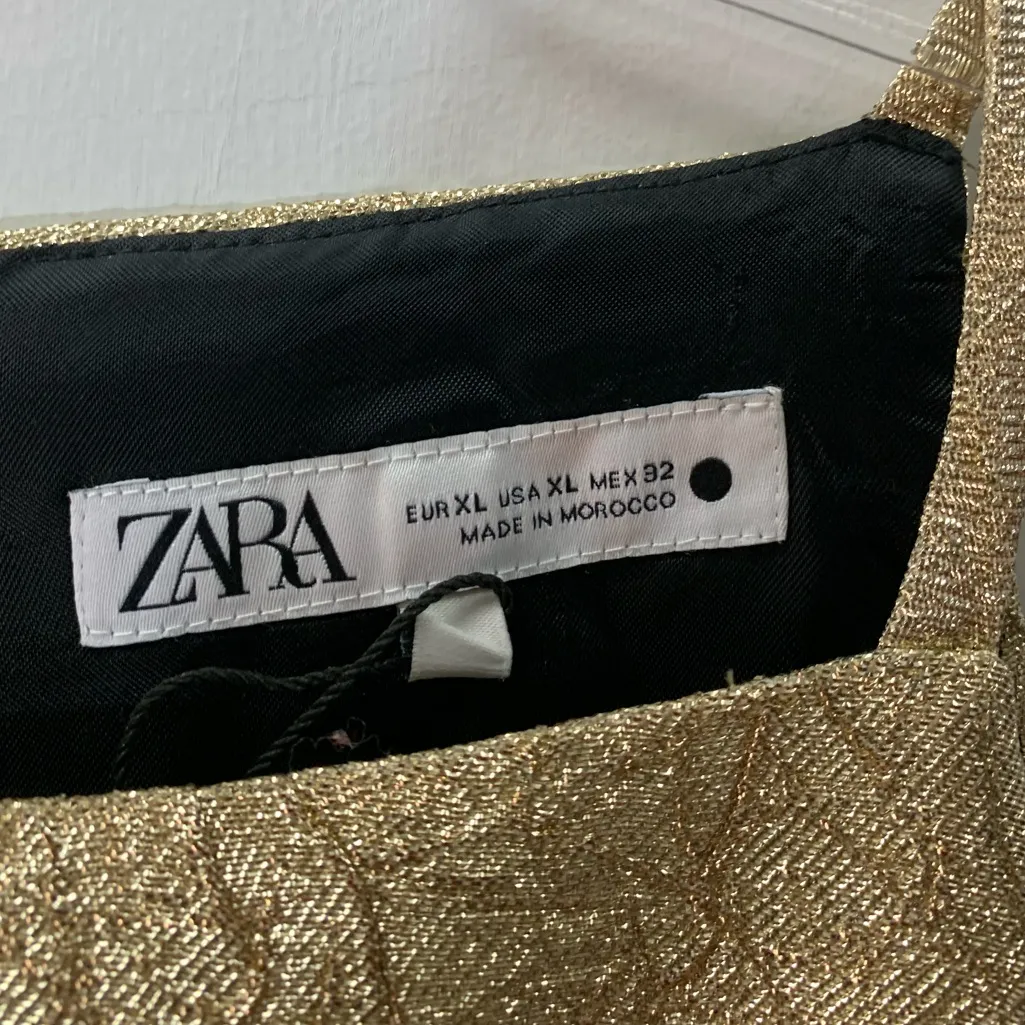 ZARA
EUR XL USA XL MEX 32
MADE IN MOROCCO